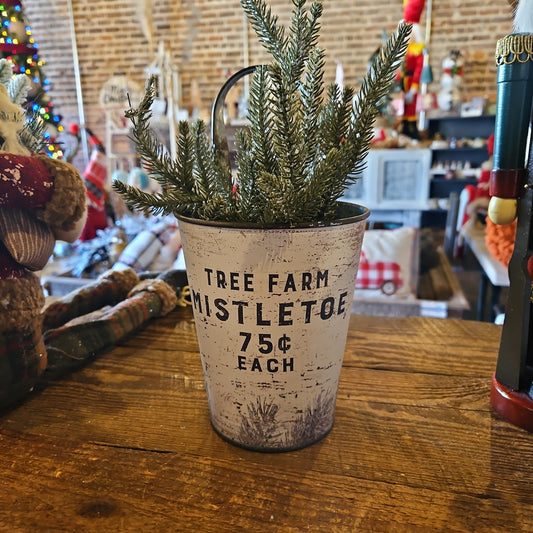 TREE FARM
MISTLETOE
75¢
EACH